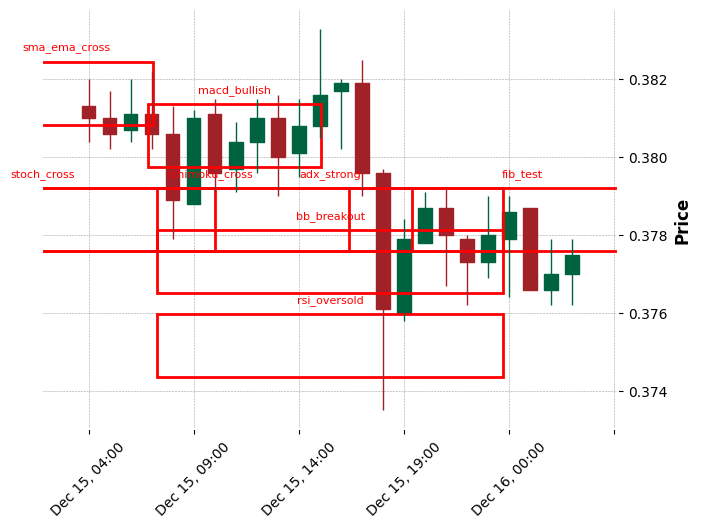 sma_ema_cross
macd_bullish
stoch_cross
adx_strong
fib_test
bb_breakout
rsi_oversold
0.382
0.380
0.378
0.376
0.374
Price
Dec 15, 04:00
Dec 15, 09:00
Dec 15, 14:00
Dec 15, 19:00
Dec 16, 00:00